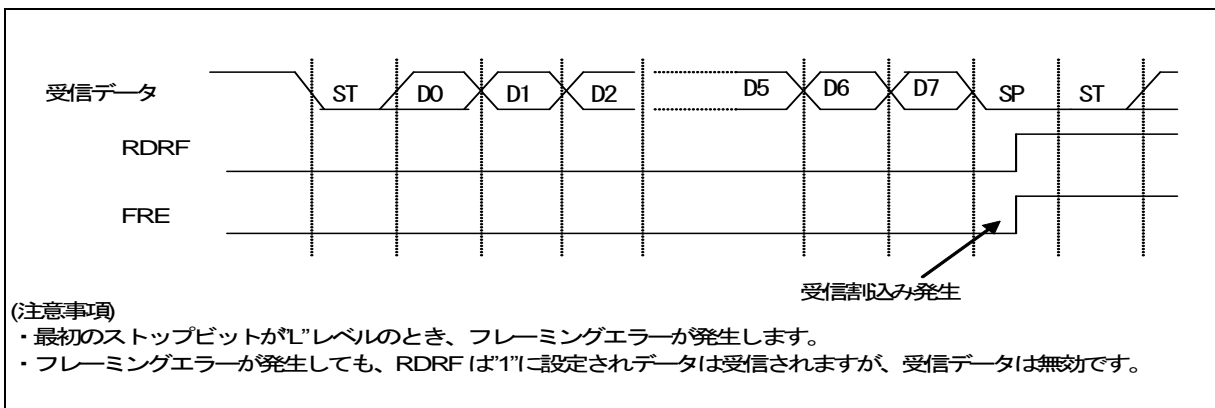 受信データ ST D0 D1 D2 D5 D6 D7 SP ST
RDRF
FRE
受信割込み発生
(注意事項)
・最初のストップビットが"L"レベルのとき、フレーミングエラーが発生します。
・フレーミングエラーが発生しても、RDRF は"1"に設定されデータは受信されますが、受信データは無効です。